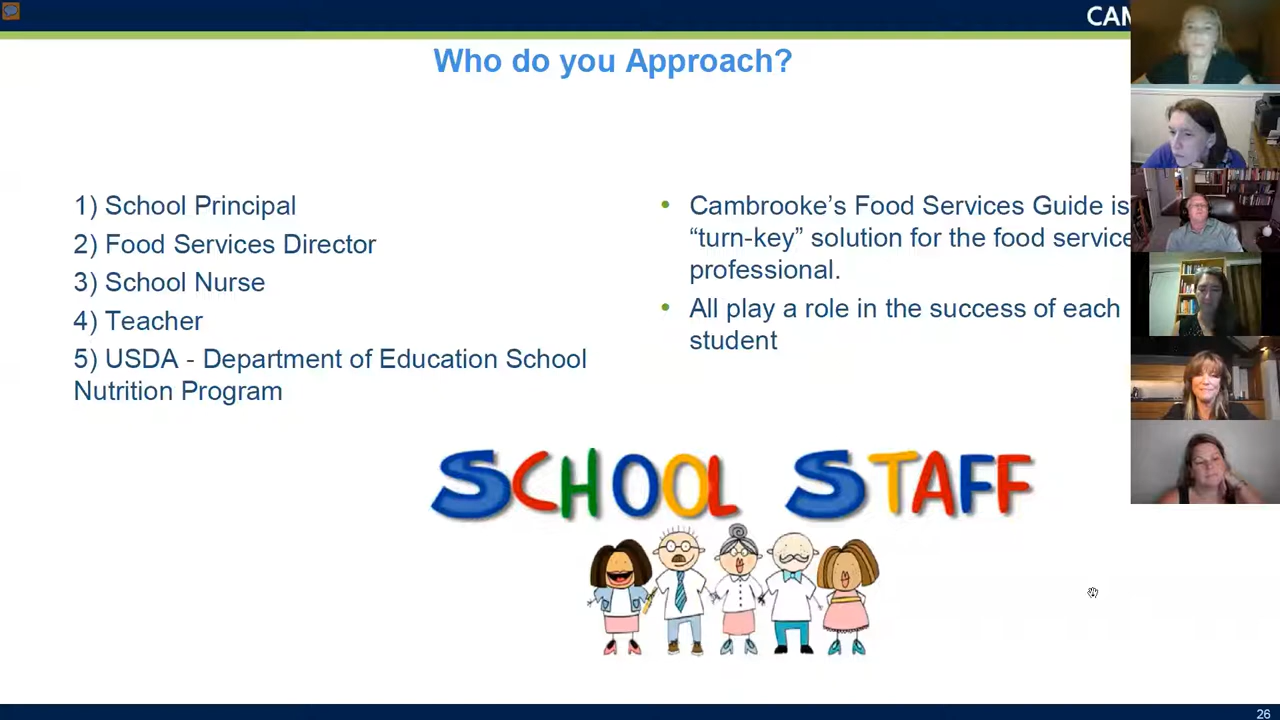 CAM
Who do you Approach?
1) School Principal
2) Food Services Director
3) School Nurse
4) Teacher
5) USDA - Department of Education School
Nutrition Program
• Cambrooke’s Food Services Guide is
“turn-key” solution for the food service
professional.
• All play a role in the success of each
student
SCHOOL STAFF
26